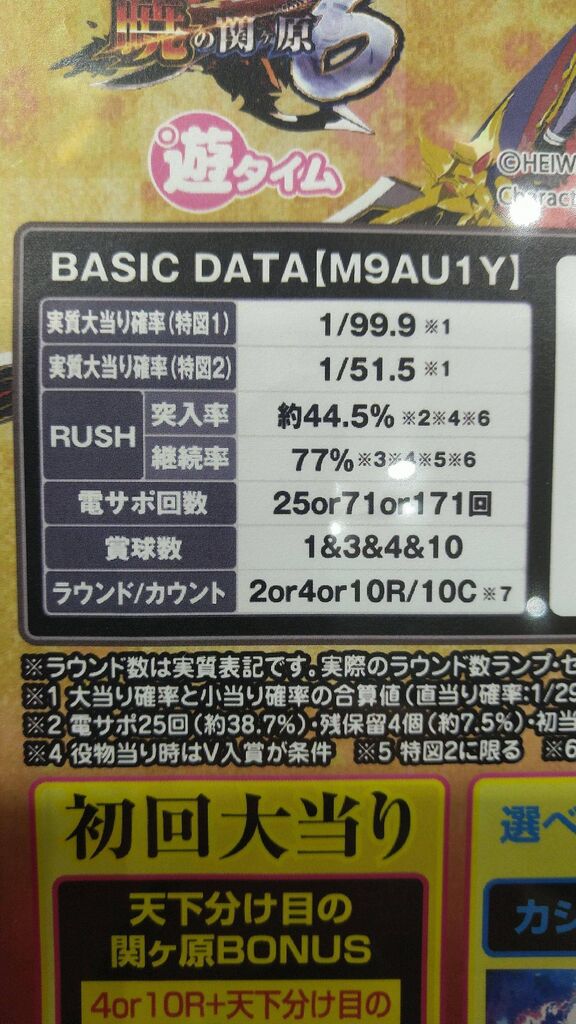 暁の関ヶ原
遊タイム
©HEIW
Charact
BASIC DATA【M9AU1Y】
実質大当り確率(特図1) 1/99.9 ※1
実質大当り確率(特図2) 1/51.5 ※1
RUSH 突入率 約44.5% ※2※4※6
継続率 77% ※3※4※5※6
電サポ回数 25or71or171回
賞球数 1&3&4&10
ラウンド/カウント 2or4or10R/10C ※7
※ラウンド数は実質表記です。実際のラウンド数ランプ・セ
※1 大当り確率と小当り確率の合算値(直当り確率:1/29
※2 電サポ25回(約38.7%)・残保留4個(約7.5%)・初当
※4 役物当り時はV入賞が条件 ※5 特図2に限る ※6
初回大当り
天下分け目の
関ヶ原BONUS
4or10R+天下分け目の
選べ
カシ